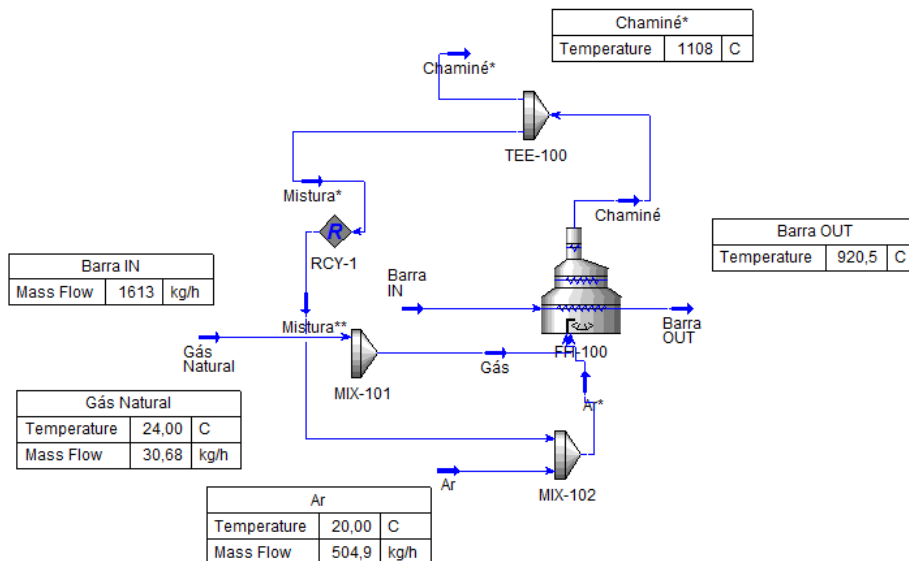 Chaminé*
Temperature 1108 C
Chaminé*
TEE-100
Mistura*
Chaminé
R
RCY-1
Barra OUT
Temperature 920,5 C
Barra IN
Mass Flow 1613 kg/h
Barra
IN
Barra
OUT
Mistura**
Gás
Natural
MIX-101
Gás
FH-100
Gás Natural
Temperature 24,00 C
Mass Flow 30,68 kg/h
Ar*
Ar
MIX-102
Ar
Temperature 20,00 C
Mass Flow 504,9 kg/h